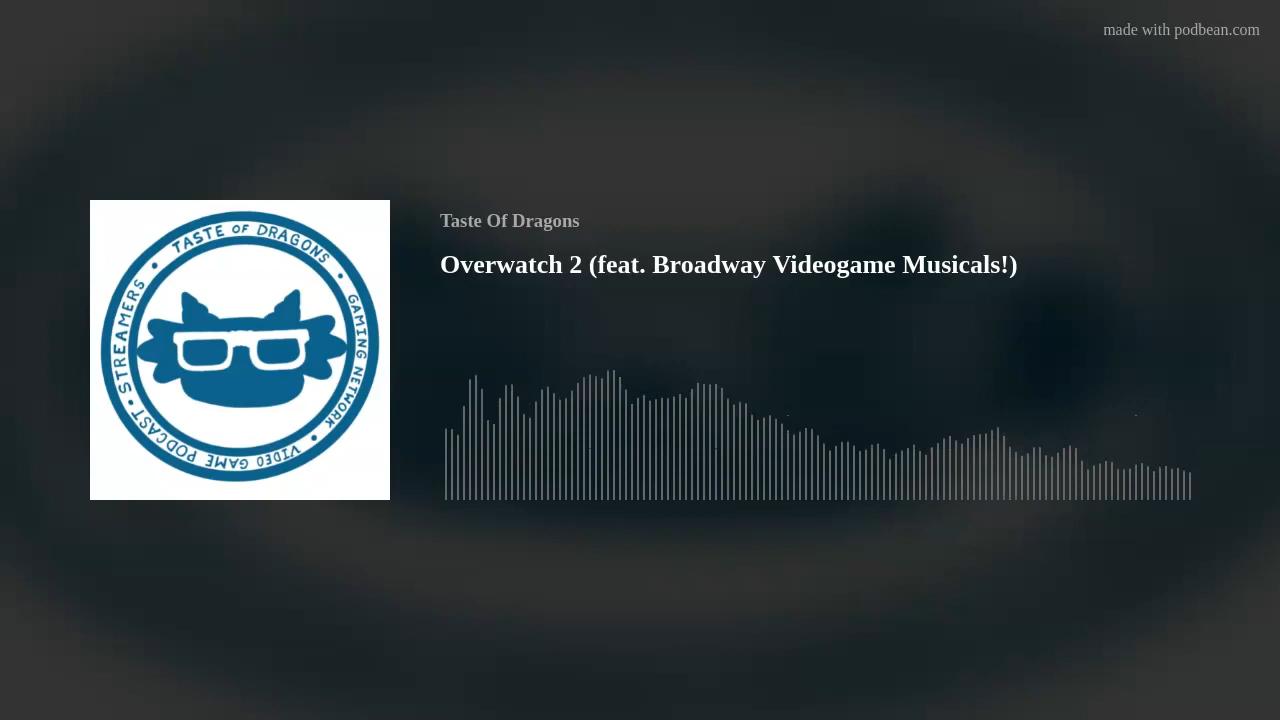 made with podbean.com
Taste Of Dragons
Overwatch 2 (feat. Broadway Videogame Musicals!)
TASTE OF DRAGONS • GAMING NETWORK • VIDEO GAME PODCAST • STREAMERS •